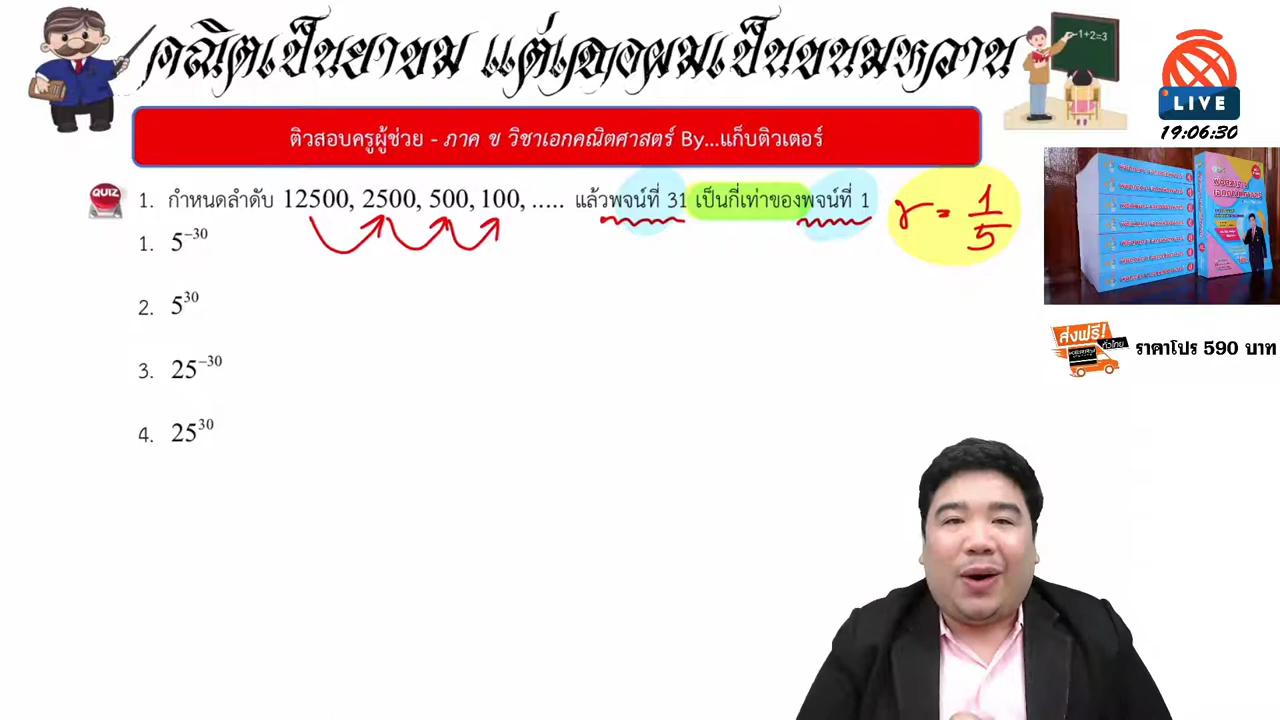 คณิตเป็นยาขม แต่เจอผมเป็นขนมหวาน
-1+2=3
LIVE
19:06:30
ติวสอบครูผู้ช่วย - ภาค ข วิชาเอกคณิตศาสตร์ By...แก็บติวเตอร์
QUIZ
1. กำหนดลำดับ 12500, 2500, 500, 100, .... แล้วพจน์ที่ 31 เป็นกี่เท่าของพจน์ที่ 1
r = 1/5
1. 5^{-30}
2. 5^{30}
3. 25^{-30}
4. 25^{30}
ส่งฟรี!
ทั่วไทย
KERRY
ราคาโปร 590 บาท